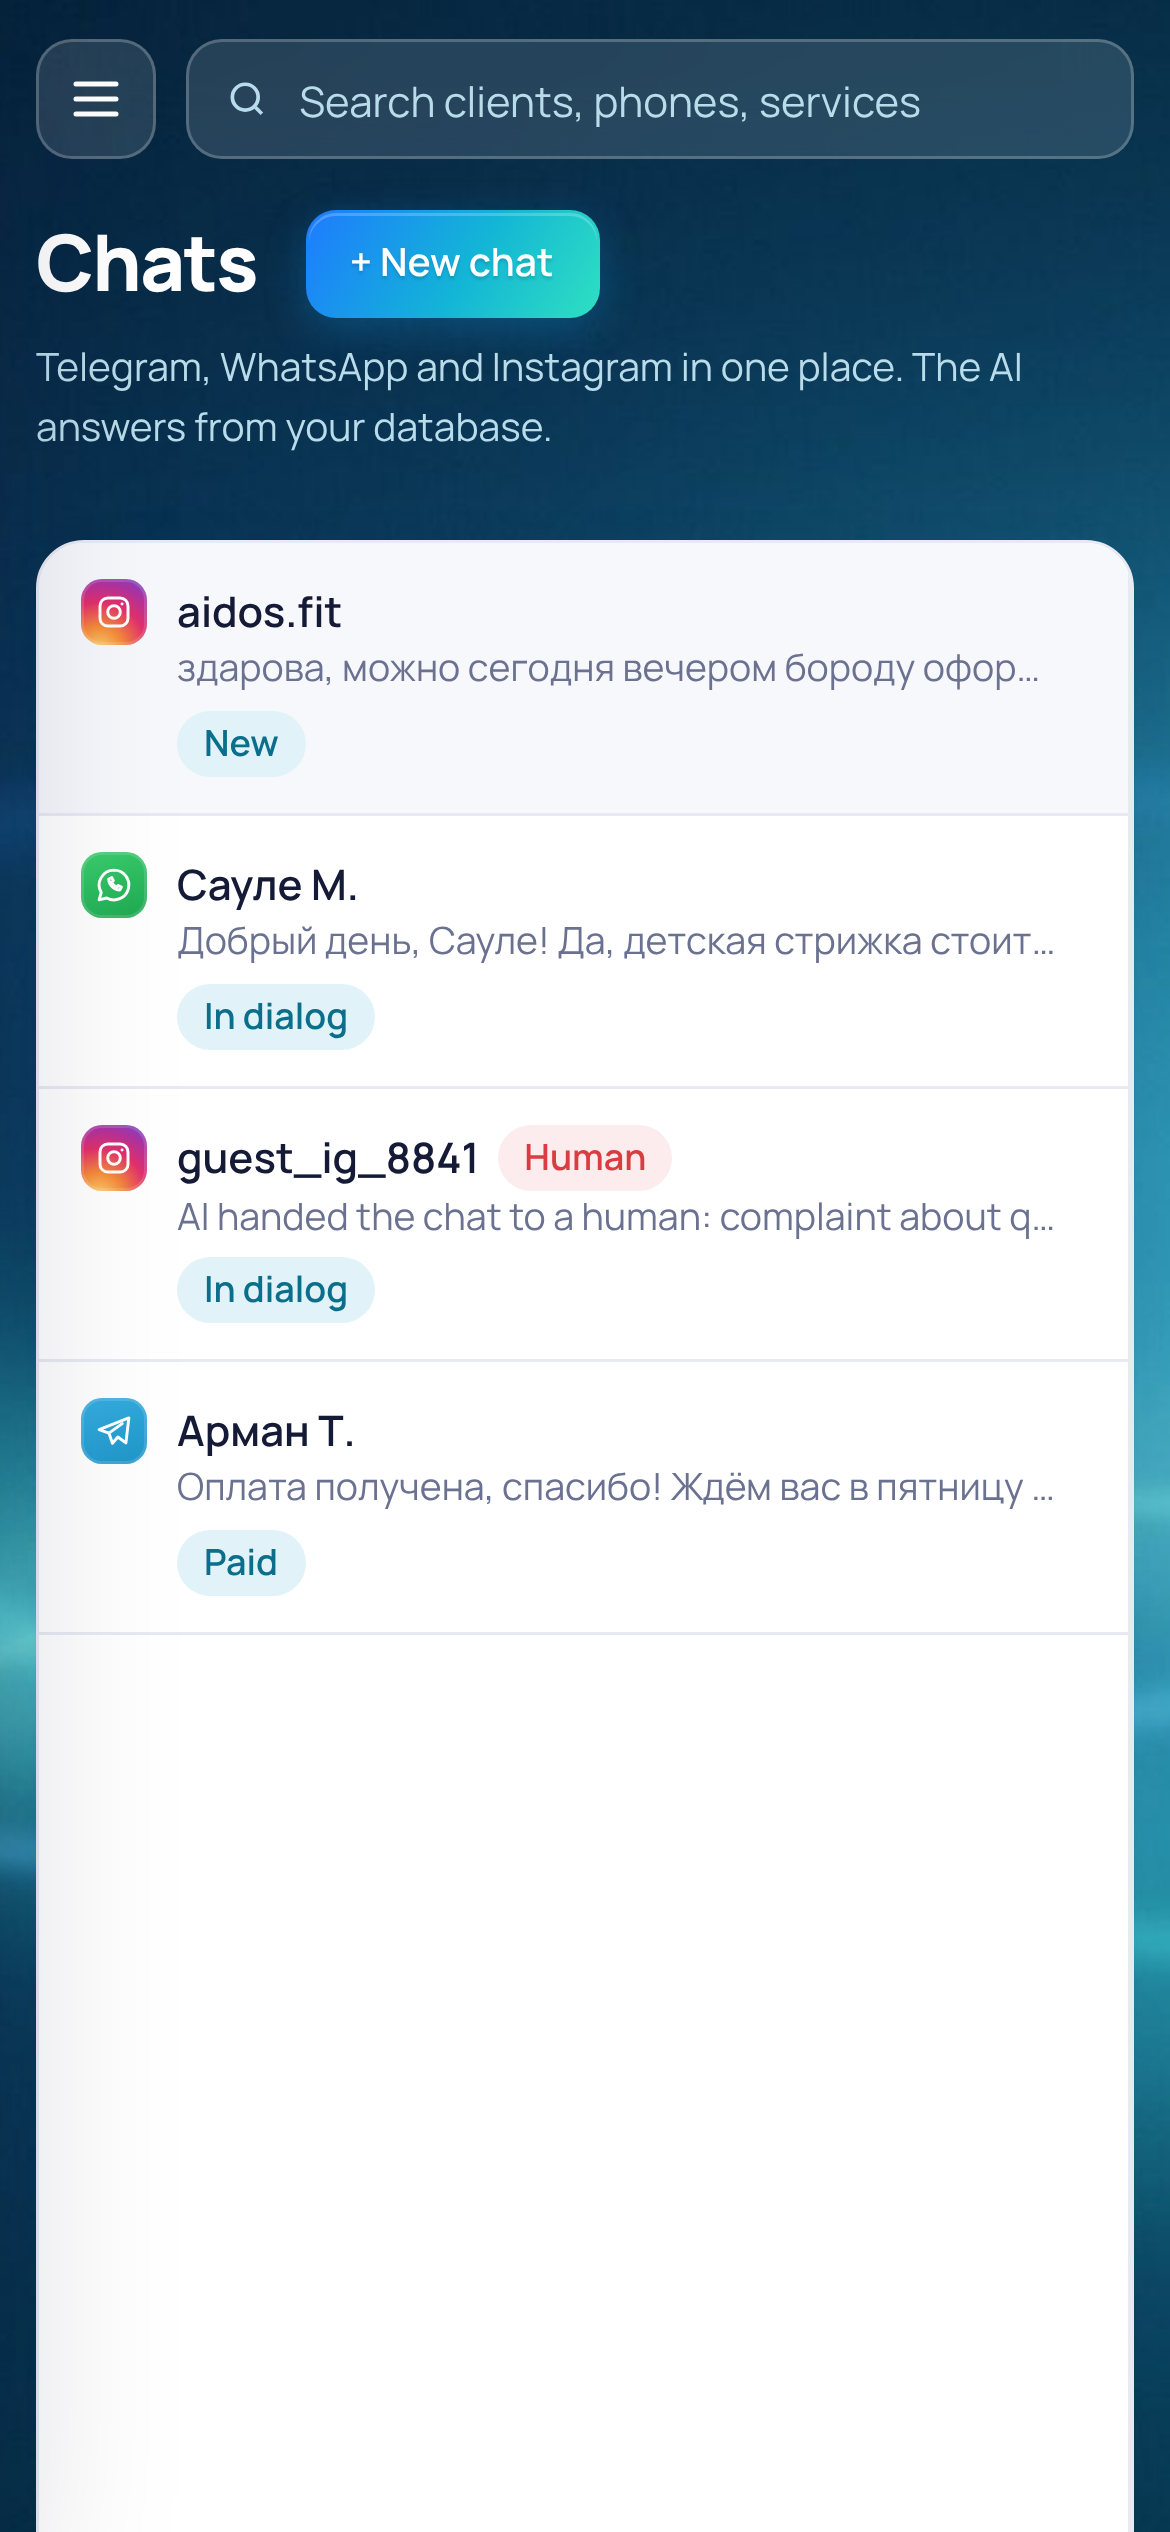 Search clients, phones, services
Chats
+ New chat
Telegram, WhatsApp and Instagram in one place. The AI
answers from your database.
aidos.fit
здарова, можно сегодня вечером бороду офор...
New
Сауле М.
Добрый день, Сауле! Да, детская стрижка стоит...
In dialog
guest_ig_8841 Human
AI handed the chat to a human: complaint about q...
In dialog
Арман Т.
Оплата получена, спасибо! Ждём вас в пятницу ...
Paid